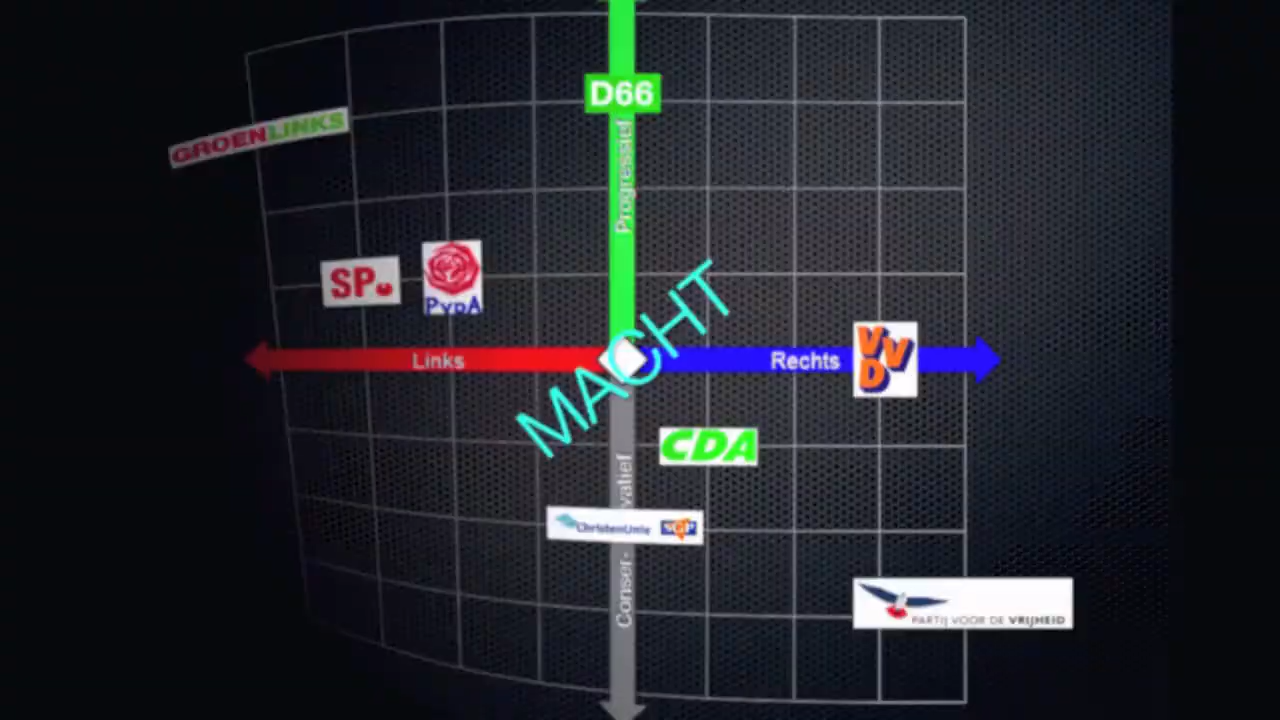 D66
GROENLINKS
Progressief
SP.
PvdA
MACHT
Links
Rechts
VVD
CDA
Conser-vatief
ChristenUnie SGP
PARTIJ VOOR DE VRIJHEID